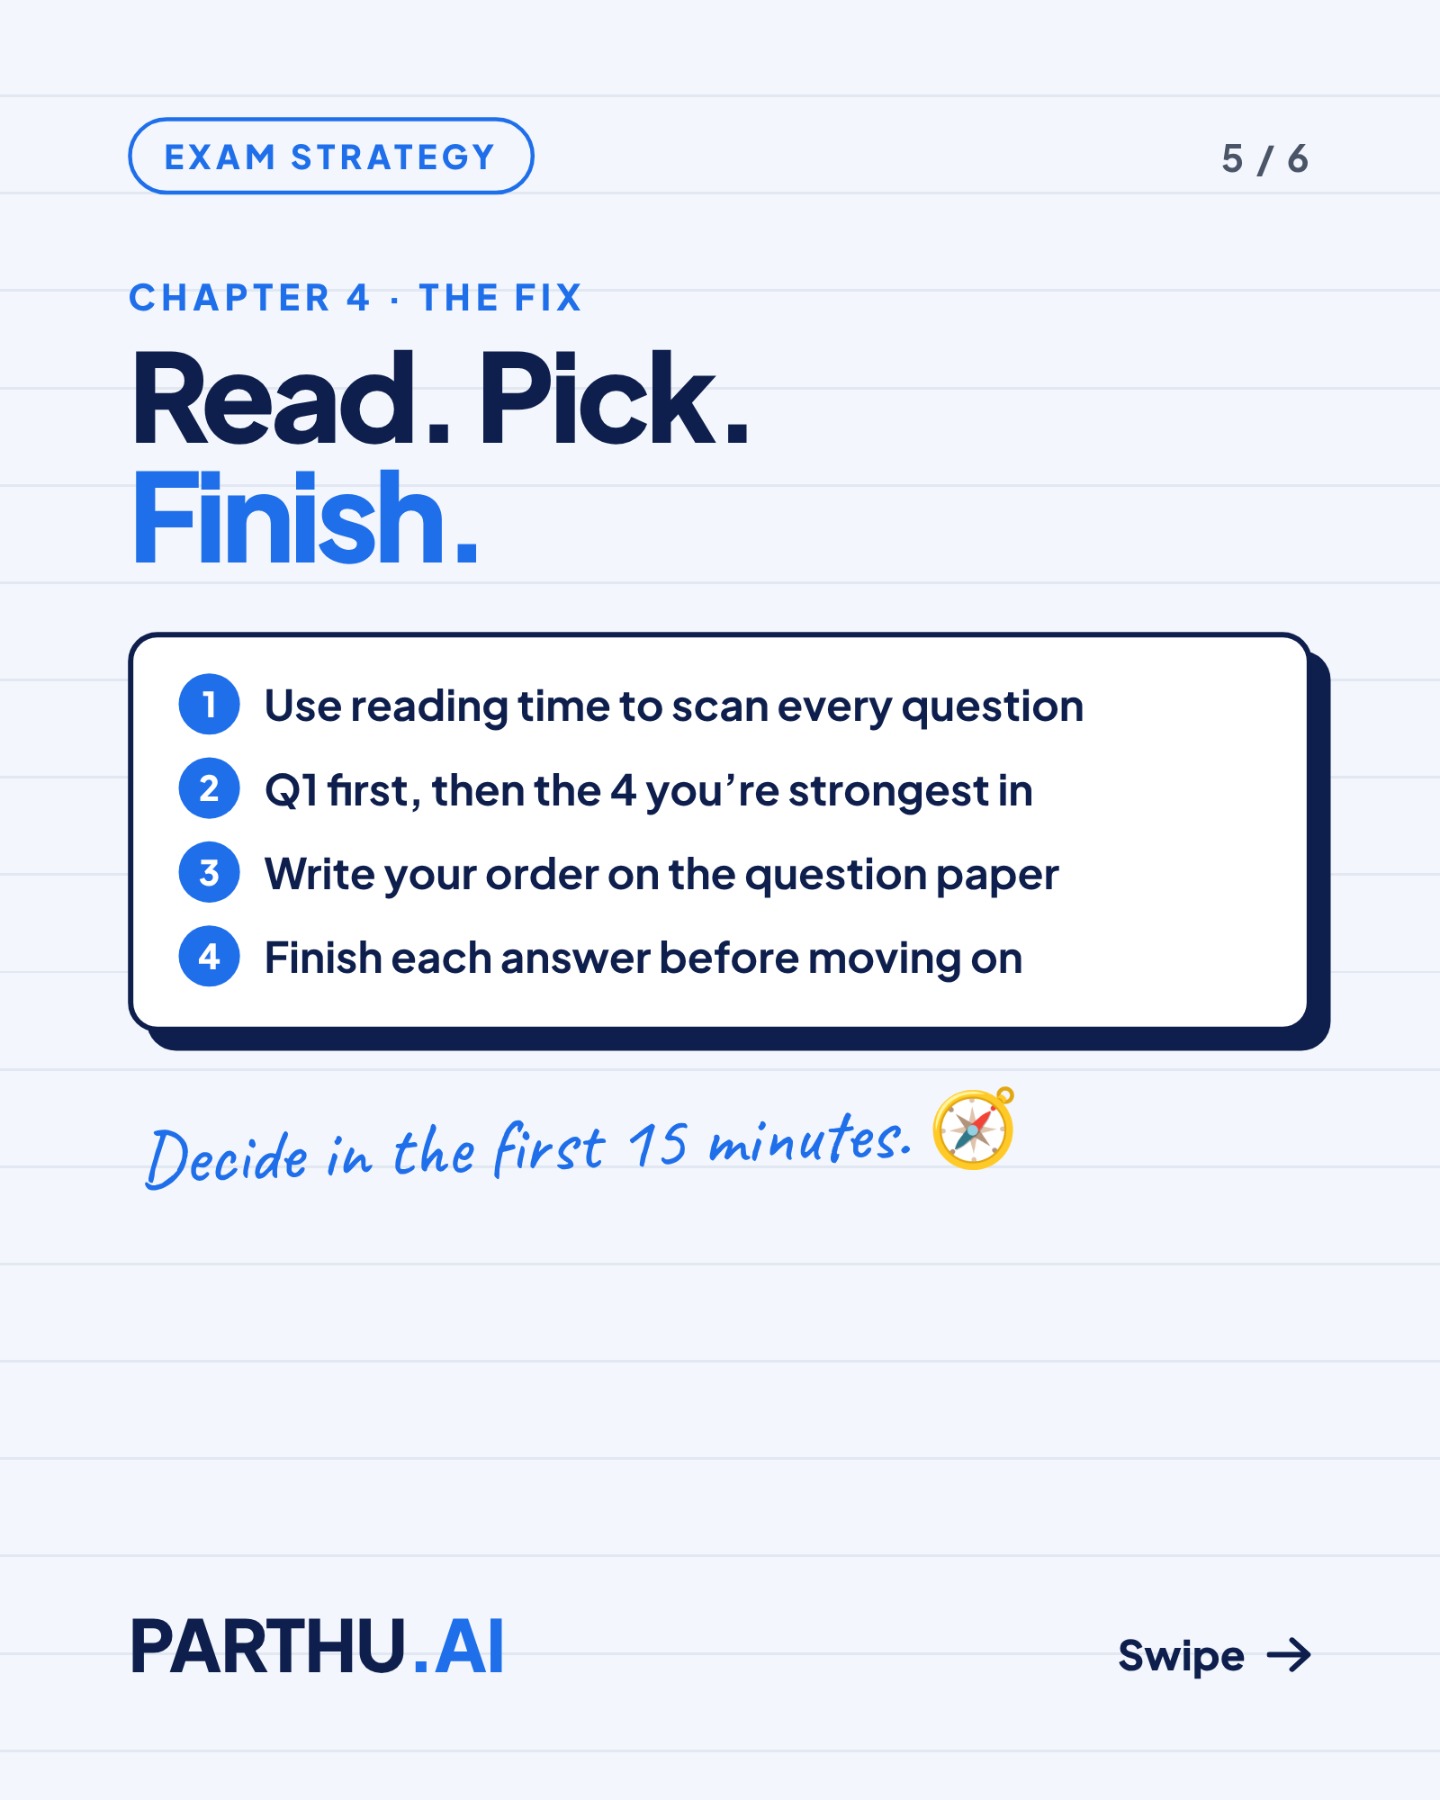 EXAM STRATEGY
5 / 6
CHAPTER 4 · THE FIX
Read. Pick.
Finish.
1 Use reading time to scan every question
2 Q1 first, then the 4 you’re strongest in
3 Write your order on the question paper
4 Finish each answer before moving on
Decide in the first 15 minutes.
PARTHU.AI
Swipe →